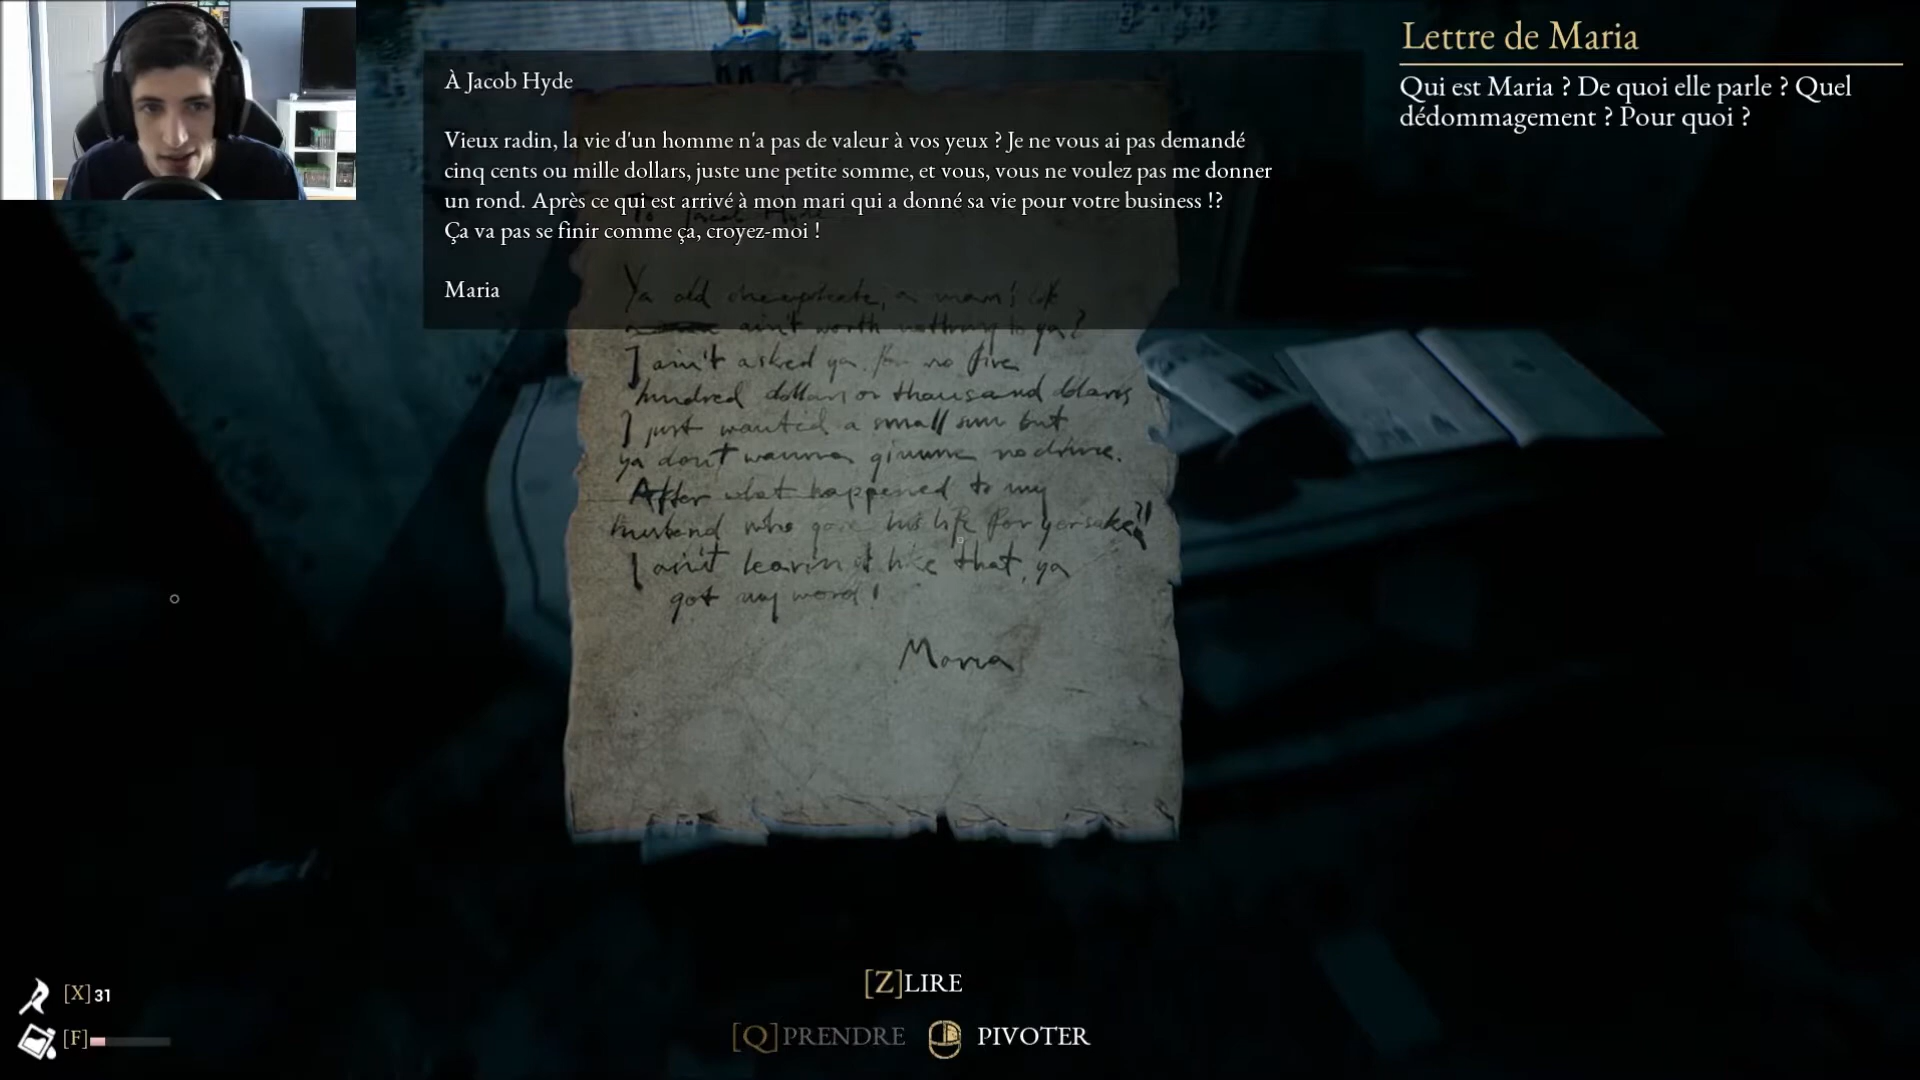 Lettre de Maria
Qui est Maria ? De quoi elle parle ? Quel
dédommagement ? Pour quoi ?
À Jacob Hyde
Vieux radin, la vie d'un homme n'a pas de valeur à vos yeux ? Je ne vous ai pas demandé
cinq cents ou mille dollars, juste une petite somme, et vous, vous ne voulez pas me donner
un rond. Après ce qui est arrivé à mon mari qui a donné sa vie pour votre business !?
Ça va pas se finir comme ça, croyez-moi !
Maria
To Jacob Hyde
Ya old cheapskate, a man's life
ain't worth nothing to ya?
I ain't asked ya for no five
hundred dollars or thousand
I just wanted a small sum but
ya don't wanna gimme no dime.
After what happened to my
husband who gave his life for yer sake?!
I ain't leavin it like that, ya
got my word!
Maria
[Z]LIRE
[Q]PRENDRE PIVOTER
[X] 31
[F]